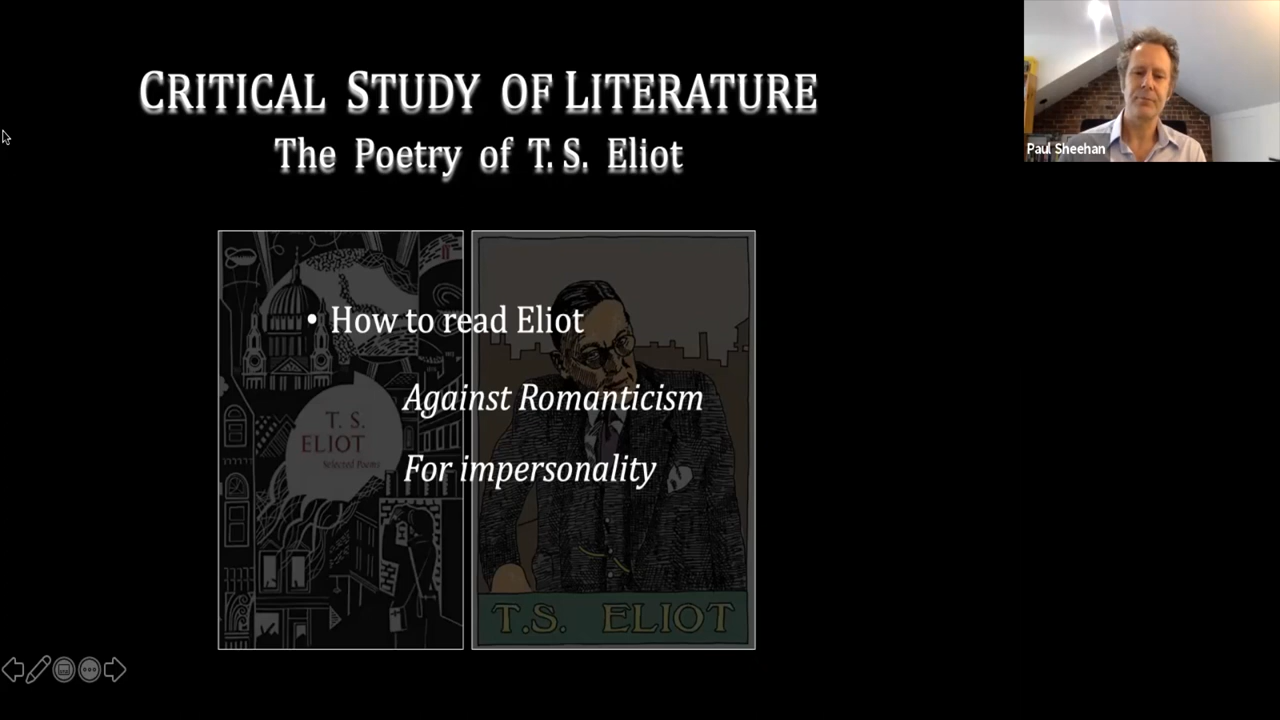 CRITICAL STUDY OF LITERATURE
The Poetry of T. S. Eliot
Paul Sheehan
• How to read Eliot
Against Romanticism
T. S.
ELIOT
Selected Poems
For impersonality
T.S. ELIOT